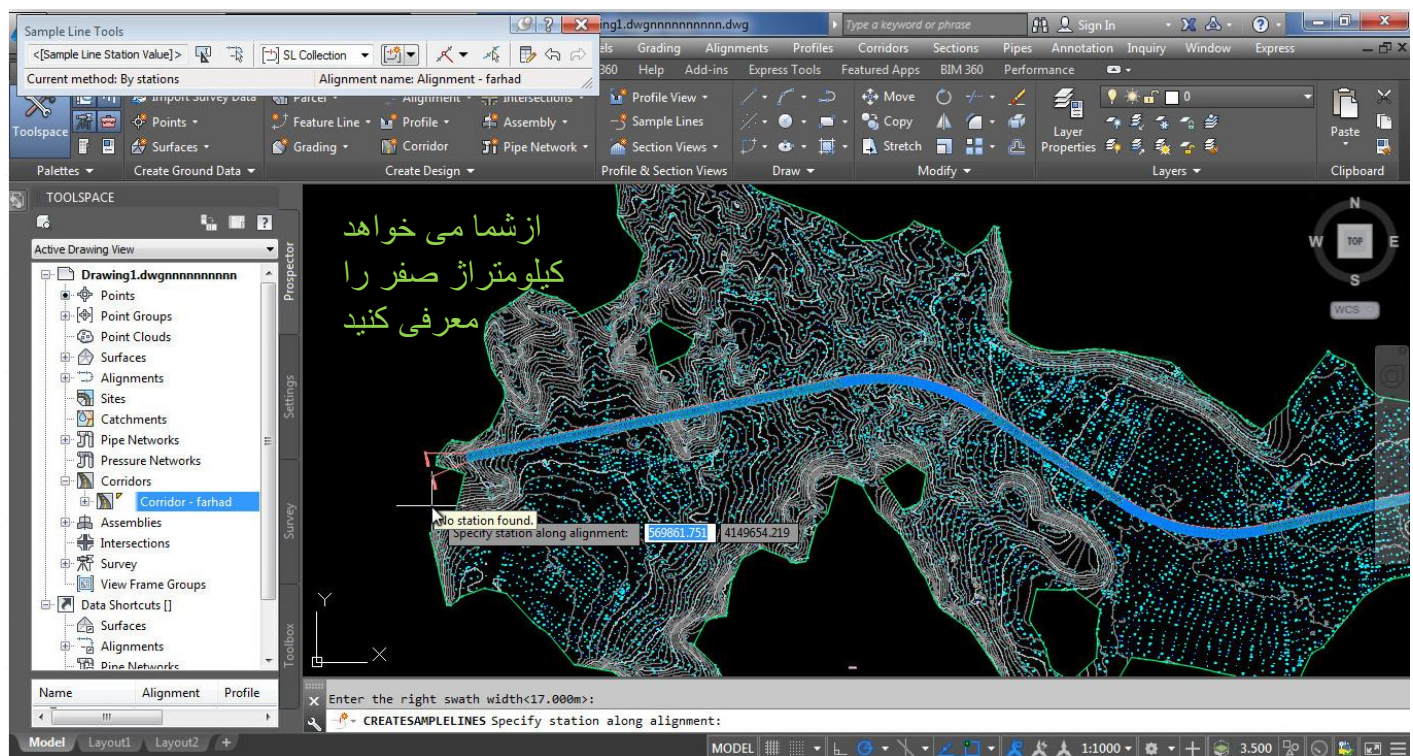 Sample Line Tools
<[Sample Line Station Value]>
SL Collection
Current method: By stations
Alignment name: Alignment - farhad
ng1.dwgnnnnnnnnnn.dwg
Type a keyword or phrase
Sign In
els Grading Alignments Profiles Corridors Sections Pipes Annotation Inquiry Window Express
360 Help Add-ins Express Tools Featured Apps BIM 360 Performance
Toolspace
Import Survey Data
Points
Surfaces
Parcel
Feature Line
Grading
Alignment
Profile
Corridor
Intersections
Assembly
Pipe Network
Profile View
Sample Lines
Section Views
Move
Copy
Stretch
Layer
Properties
0
Paste
Palettes
Create Ground Data
Create Design
Profile & Section Views
Draw
Modify
Layers
Clipboard
TOOLSPACE
Active Drawing View
Drawing1.dwgnnnnnnnnnn
Points
Point Groups
Point Clouds
Surfaces
Alignments
Sites
Catchments
Pipe Networks
Pressure Networks
Corridors
Corridor - farhad
Assemblies
Intersections
Survey
View Frame Groups
Data Shortcuts []
Surfaces
Alignments
Pipe Networks
Name Alignment Profile
Prospector
Settings
Survey
Toolbox
ازشما می خواهد
کیلومتراژ صفر را
معرفی کنید
N
W
TOP
E
S
WCS
No station found.
Specify station along alignment:
569861.751
4149654.219
Y
X
Enter the right swath width<17.000m>:
CREATESAMPLELINES Specify station along alignment:
Model Layout1 Layout2 +
MODEL
1:1000
3.500